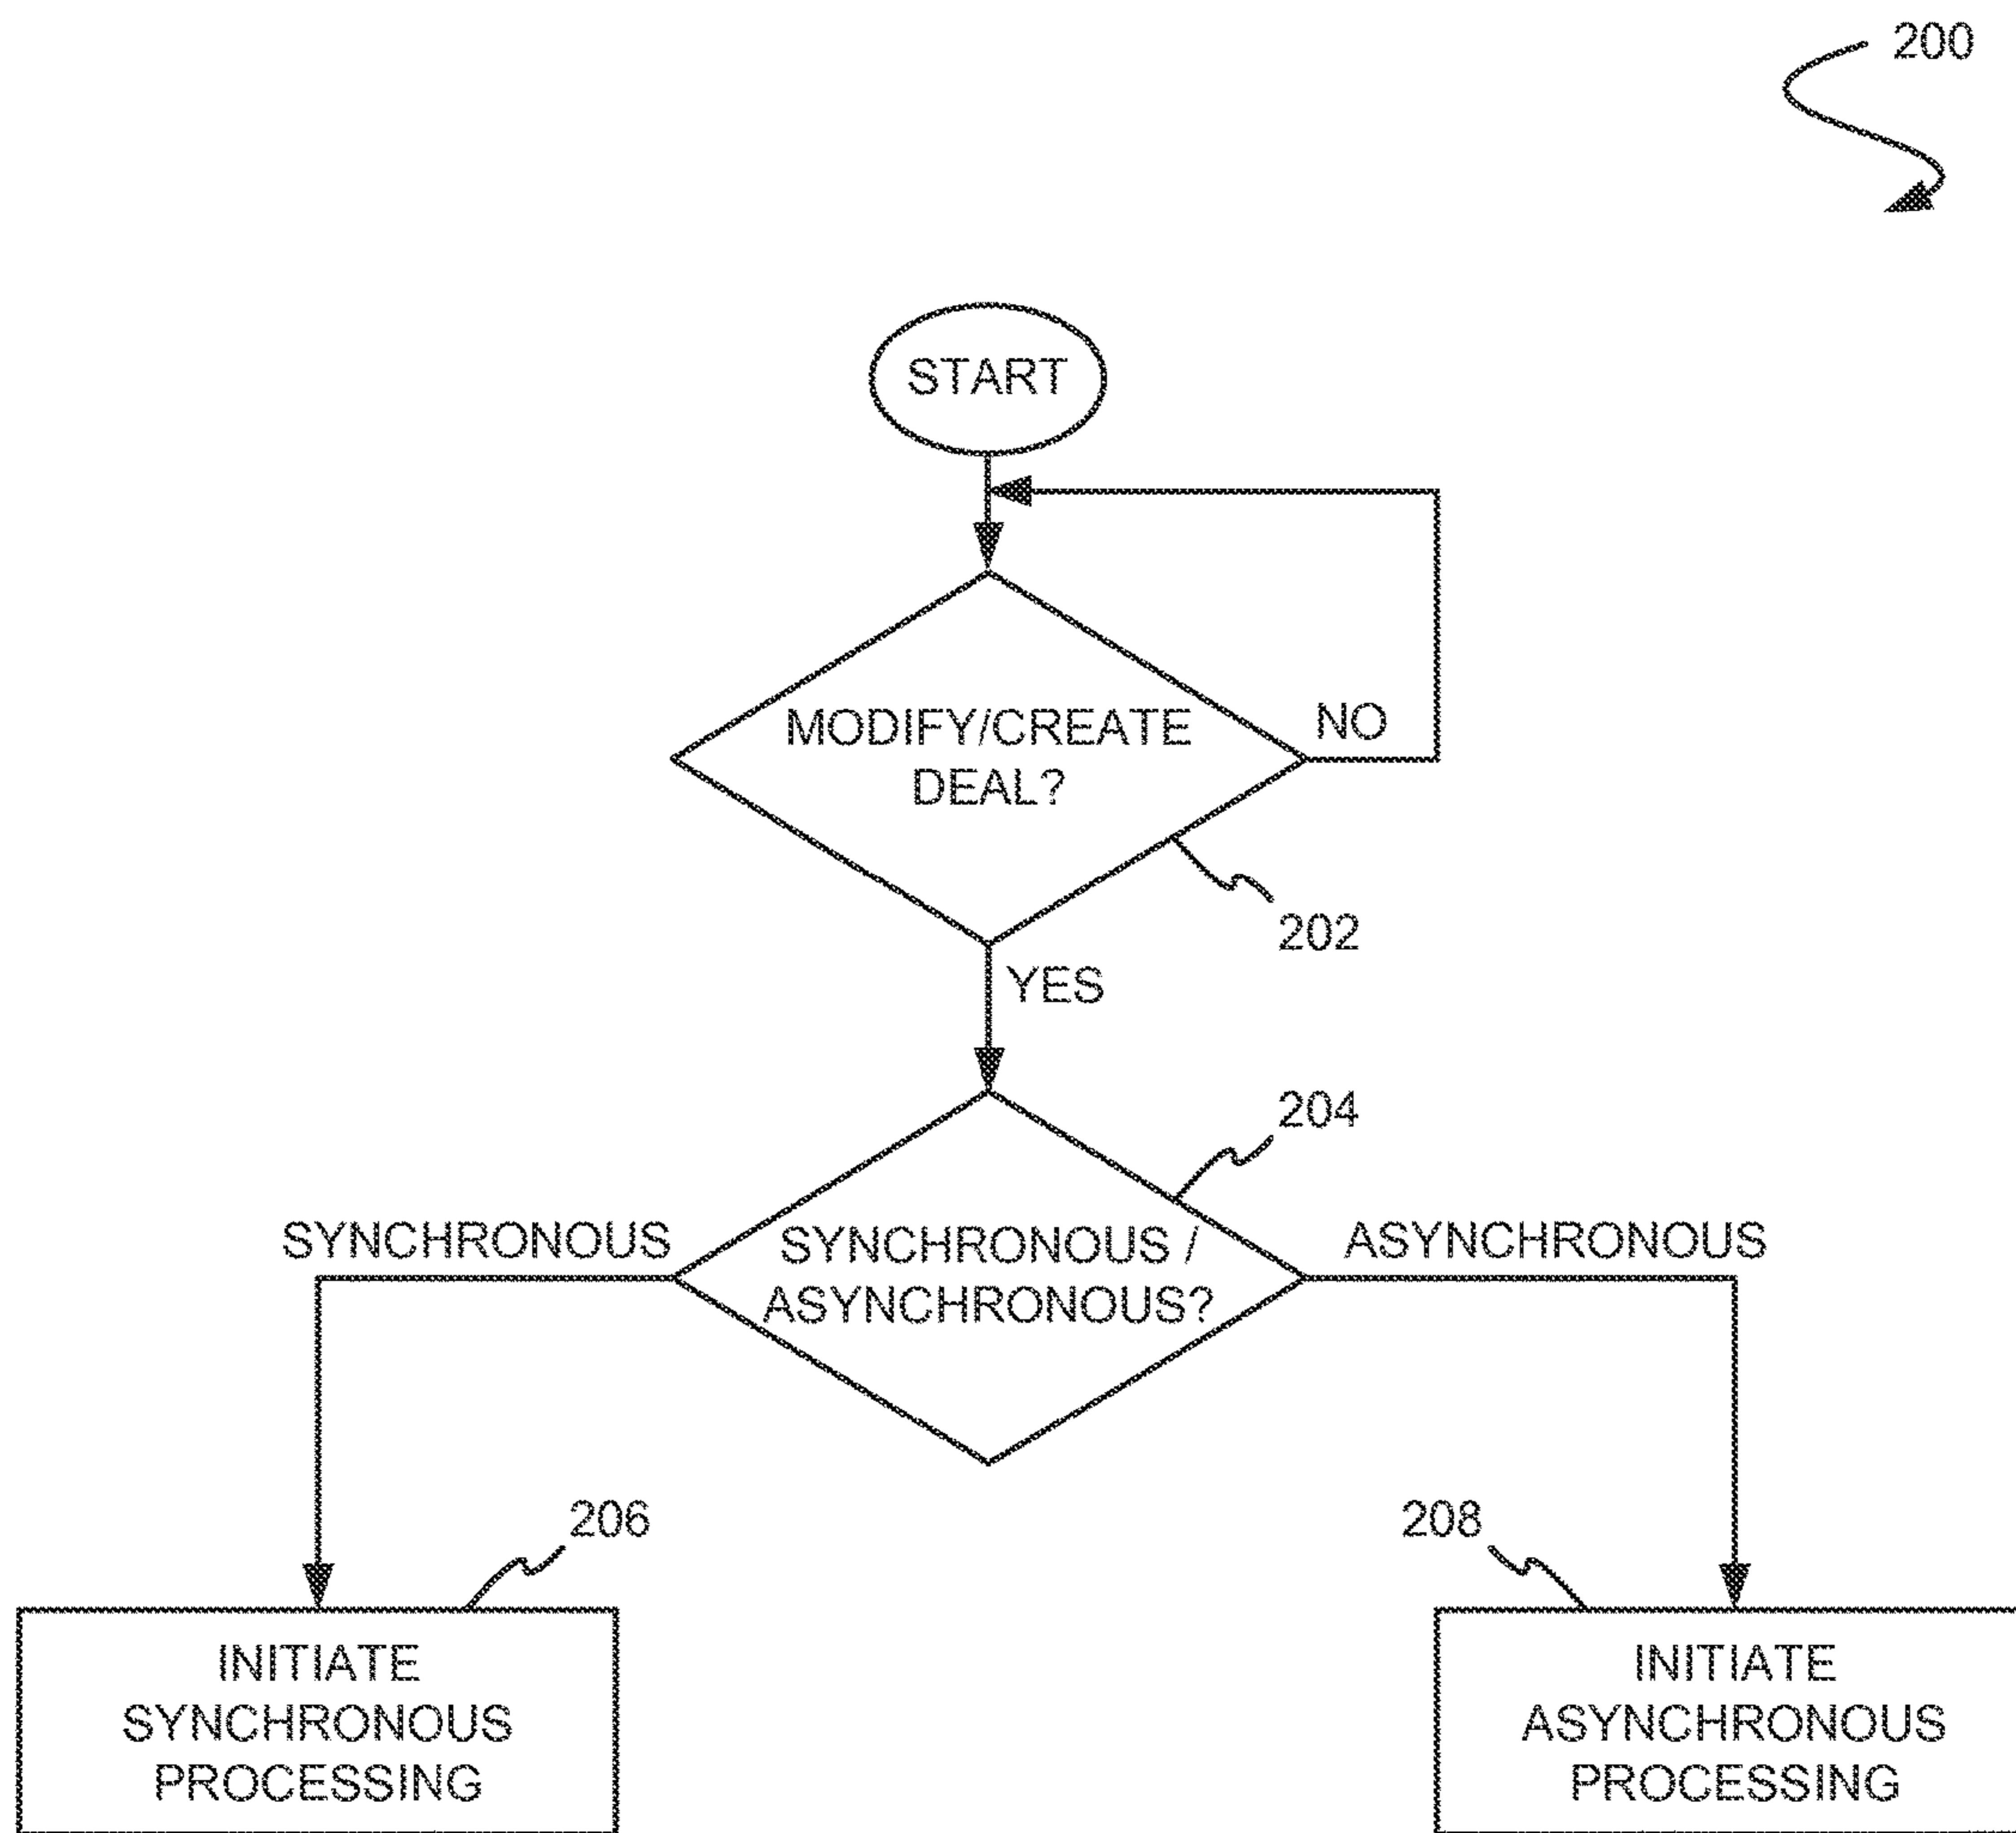 200
START
MODIFY/CREATE
DEAL?
NO
202
YES
204
SYNCHRONOUS
SYNCHRONOUS /
ASYNCHRONOUS?
ASYNCHRONOUS
206
208
INITIATE
SYNCHRONOUS
PROCESSING
INITIATE
ASYNCHRONOUS
PROCESSING